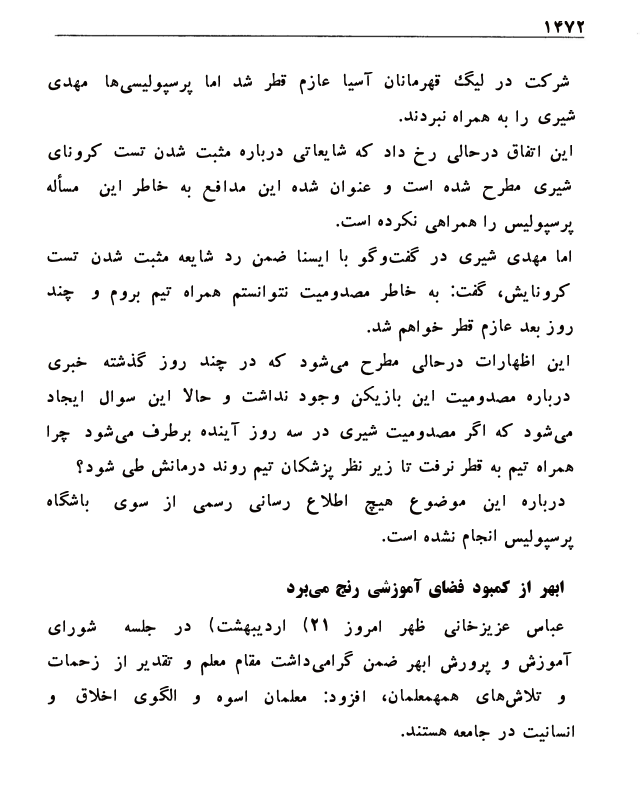 ۱۴۷۲
شرکت در لیگ قهرمانان آسیا عازم قطر شد اما پرسپولیسی‌ها مهدی
شیری را به همراه نبردند.
این اتفاق درحالی رخ داد که شایعاتی درباره مثبت شدن تست کرونای
شیری مطرح شده است و عنوان شده این مدافع به خاطر این مسأله
پرسپولیس را همراهی نکرده است.
اما مهدی شیری در گفت‌وگو با ایسنا ضمن رد شایعه مثبت شدن تست
کرونایش، گفت: به خاطر مصدومیت نتوانستم همراه تیم بروم و چند
روز بعد عازم قطر خواهم شد.
این اظهارات درحالی مطرح می‌شود که در چند روز گذشته خبری
درباره مصدومیت این بازیکن وجود نداشت و حالا این سوال ایجاد
می‌شود که اگر مصدومیت شیری در سه روز آینده برطرف می‌شود چرا
همراه تیم به قطر نرفت تا زیر نظر پزشکان تیم روند درمانش طی شود؟
درباره این موضوع هیچ اطلاع رسانی رسمی از سوی باشگاه
پرسپولیس انجام نشده است.
ابهر از کمبود فضای آموزشی رنج می‌برد
عباس عزیزخانی ظهر امروز ۲۱) اردیبهشت) در جلسه شورای
آموزش و پرورش ابهر ضمن گرامی‌داشت مقام معلم و تقدیر از زحمات
و تلاش‌های همهمعلمان، افزود: معلمان اسوه و الگوی اخلاق و
انسانیت در جامعه هستند.